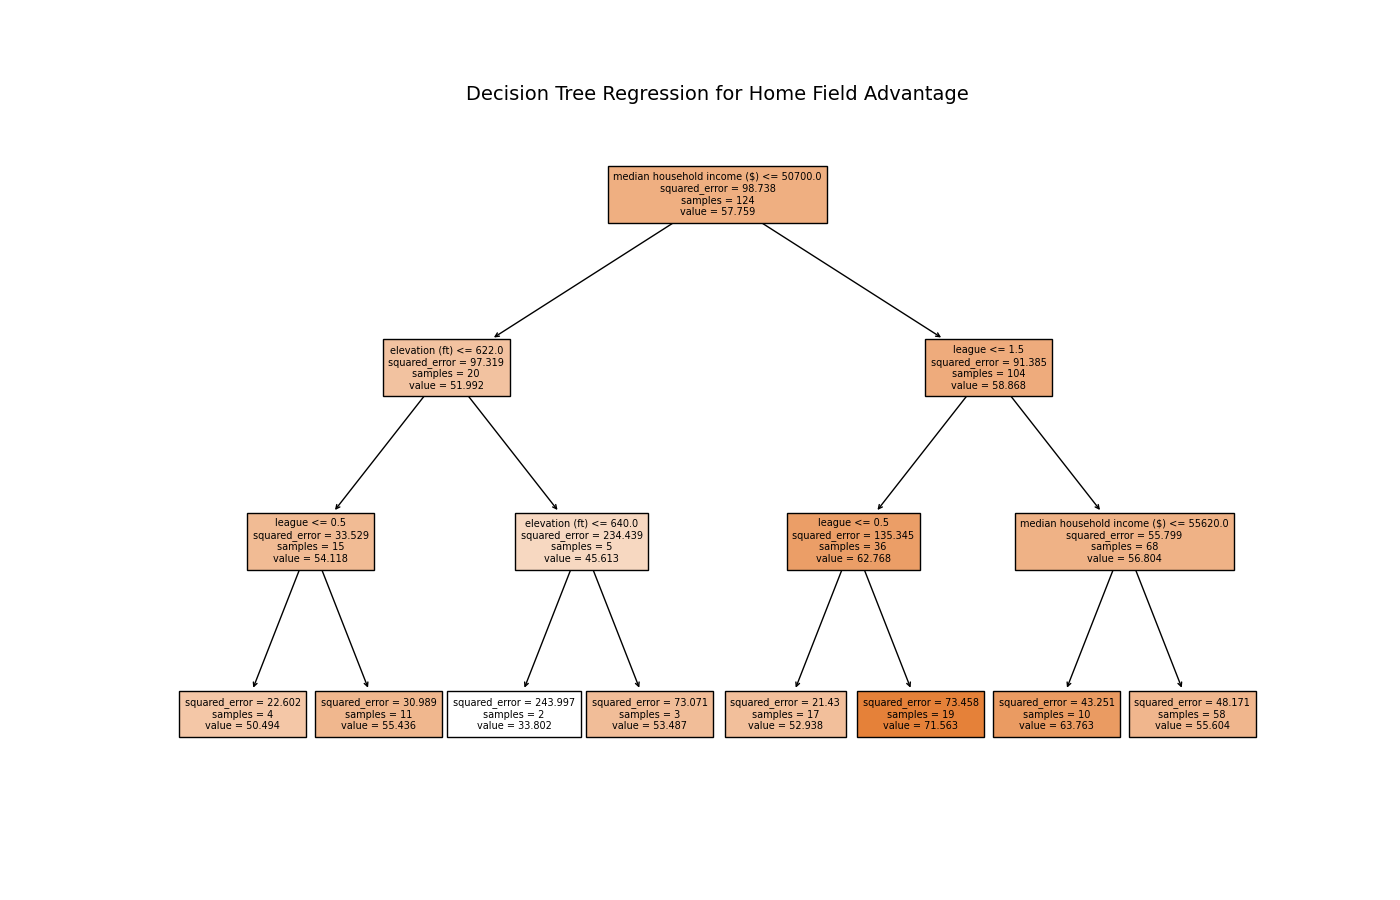 Decision Tree Regression for Home Field Advantage
median household income ($) <= 50700.0
squared_error = 98.738
samples = 124
value = 57.759
elevation (ft) <= 622.0
squared_error = 97.319
samples = 20
value = 51.992
league <= 1.5
squared_error = 91.385
samples = 104
value = 58.868
league <= 0.5
squared_error = 33.529
samples = 15
value = 54.118
elevation (ft) <= 640.0
squared_error = 234.439
samples = 5
value = 45.613
league <= 0.5
squared_error = 135.345
samples = 36
value = 62.768
median household income ($) <= 55620.0
squared_error = 55.799
samples = 68
value = 56.804
squared_error = 22.602
samples = 4
value = 50.494
squared_error = 30.989
samples = 11
value = 55.436
squared_error = 243.997
samples = 2
value = 33.802
squared_error = 73.071
samples = 3
value = 53.487
squared_error = 21.43
samples = 17
value = 52.938
squared_error = 73.458
samples = 19
value = 71.563
squared_error = 43.251
samples = 10
value = 63.763
squared_error = 48.171
samples = 58
value = 55.604